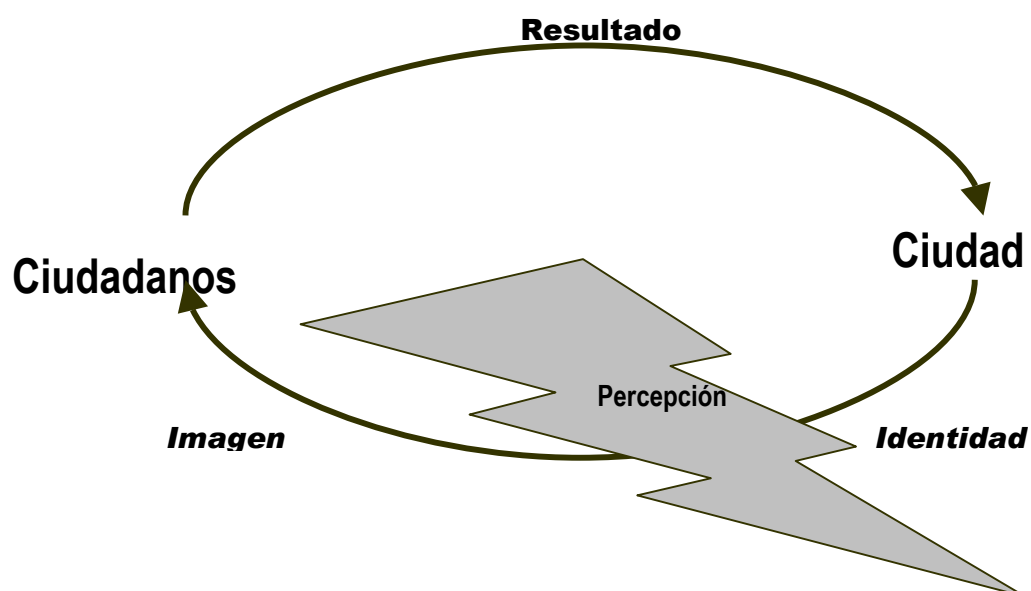 Resultado
Ciudad
Ciudadanos
Percepción
Imagen
Identidad